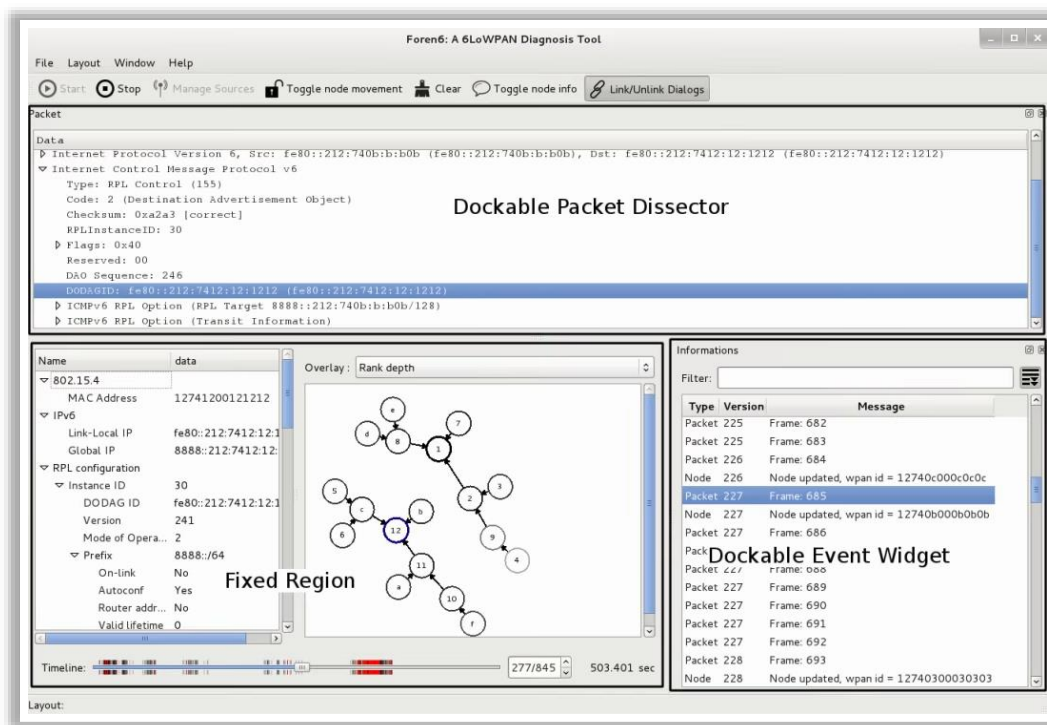 Foren6: A 6LoWPAN Diagnosis Tool
File Layout Window Help
Start Stop Manage Sources Toggle node movement Clear Toggle node info Link/Unlink Dialogs
Packet
Data
Internet Protocol Version 6, Src: fe80::212:740b:b:b0b (fe80::212:740b:b:b0b), Dst: fe80::212:7412:12:1212 (fe80::212:7412:12:1212)
Internet Control Message Protocol v6
Type: RPL Control (155)
Code: 2 (Destination Advertisement Object)
Checksum: 0xa2a3 [correct]
RPLInstanceID: 30
Flags: 0x40
Reserved: 00
DAO Sequence: 246
DODAGID: fe80::212:7412:12:1212 (fe80::212:7412:12:1212)
ICMPv6 RPL Option (RPL Target 8888::212:740b:b:b0b/128)
ICMPv6 RPL Option (Transit Information)
Dockable Packet Dissector
Name data
802.15.4
MAC Address 12741200121212
IPv6
Link-Local IP fe80::212:7412:12:1
Global IP 8888::212:7412:12:
RPL configuration
Instance ID 30
DODAG ID fe80::212:7412:12:1
Version 241
Mode of Opera... 2
Prefix 8888::/64
On-link No
Autoconf Yes
Router addr... No
Valid lifetime 0
Fixed Region
Overlay: Rank depth
e
7
d
8
1
5
3
2
c
b
12
6
9
4
11
a
10
f
Timeline: 277/845 503.401 sec
Informations
Filter:
Type Version Message
Packet 225 Frame: 682
Packet 225 Frame: 683
Packet 226 Frame: 684
Node 226 Node updated, wpan id = 12740c000c0c0c
Packet 227 Frame: 685
Node 227 Node updated, wpan id = 12740b000b0b0b
Packet 227 Frame: 686
Dockable Event Widget
Packet 227 Frame: 688
Packet 227 Frame: 689
Packet 227 Frame: 690
Packet 227 Frame: 691
Packet 227 Frame: 692
Packet 228 Frame: 693
Node 228 Node updated, wpan id = 12740300030303
Layout: